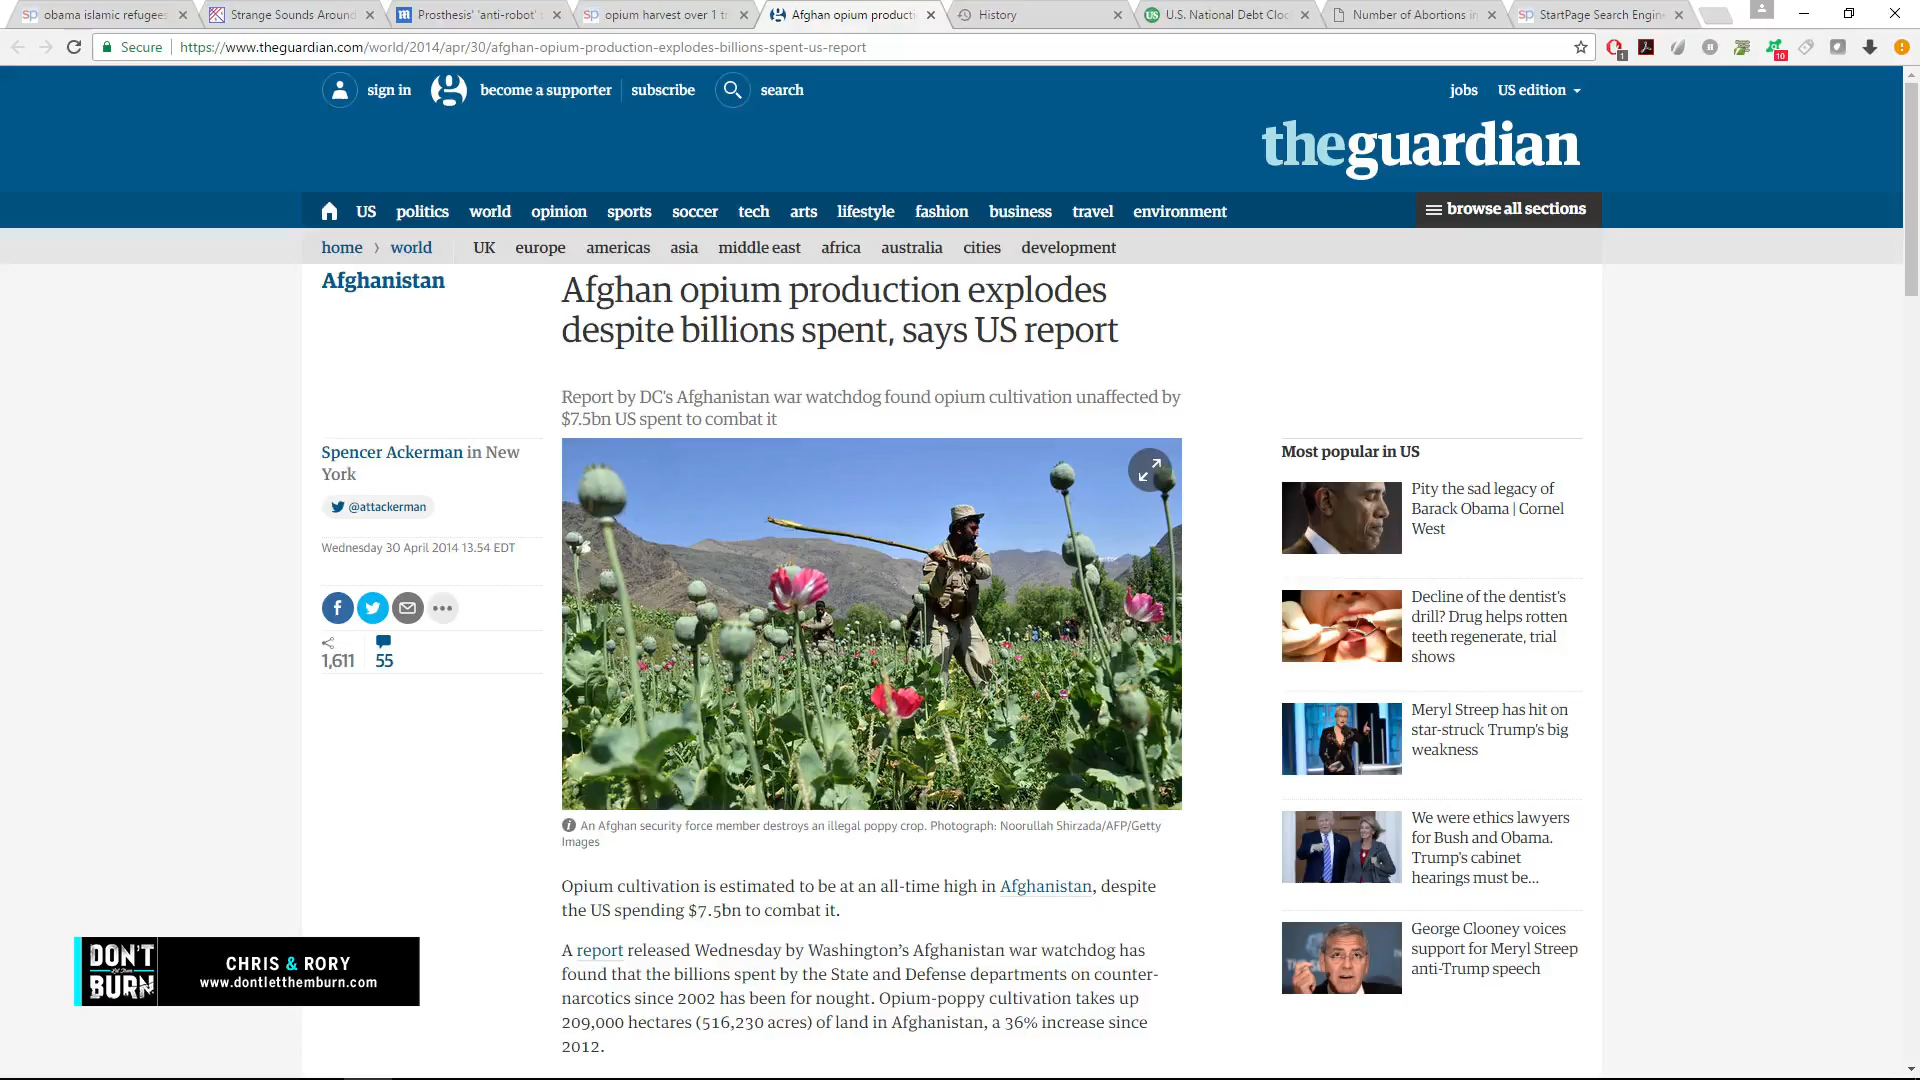 obama islamic refugees
Strange Sounds Around
Prosthesis' 'anti-robot'
opium harvest over 1 t
Afghan opium producti
History
U.S. National Debt Cloc
Number of Abortions in
StartPage Search Engin
Secure
https://www.theguardian.com/world/2014/apr/30/afghan-opium-production-explodes-billions-spent-us-report
1
10
sign in
become a supporter
subscribe
search
jobs
US edition
theguardian
US politics world opinion sports soccer tech arts lifestyle fashion business travel environment
browse all sections
home › world UK europe americas asia middle east africa australia cities development
Afghanistan
Afghan opium production explodes
despite billions spent, says US report
Report by DC's Afghanistan war watchdog found opium cultivation unaffected by
$7.5bn US spent to combat it
Spencer Ackerman in New
York
@attackerman
Wednesday 30 April 2014 13.54 EDT
1,611
55
An Afghan security force member destroys an illegal poppy crop. Photograph: Noorullah Shirzada/AFP/Getty
Images
Opium cultivation is estimated to be at an all-time high in Afghanistan, despite
the US spending $7.5bn to combat it.
A report released Wednesday by Washington's Afghanistan war watchdog has
found that the billions spent by the State and Defense departments on counter-
narcotics since 2002 has been for nought. Opium-poppy cultivation takes up
209,000 hectares (516,230 acres) of land in Afghanistan, a 36% increase since
2012.
Most popular in US
Pity the sad legacy of
Barack Obama | Cornel
West
Decline of the dentist's
drill? Drug helps rotten
teeth regenerate, trial
shows
Meryl Streep has hit on
star-struck Trump's big
weakness
We were ethics lawyers
for Bush and Obama.
Trump's cabinet
hearings must be...
George Clooney voices
support for Meryl Streep
anti-Trump speech
DON'T
Let Them
BURN
CHRIS & RORY
www.dontletthemburn.com